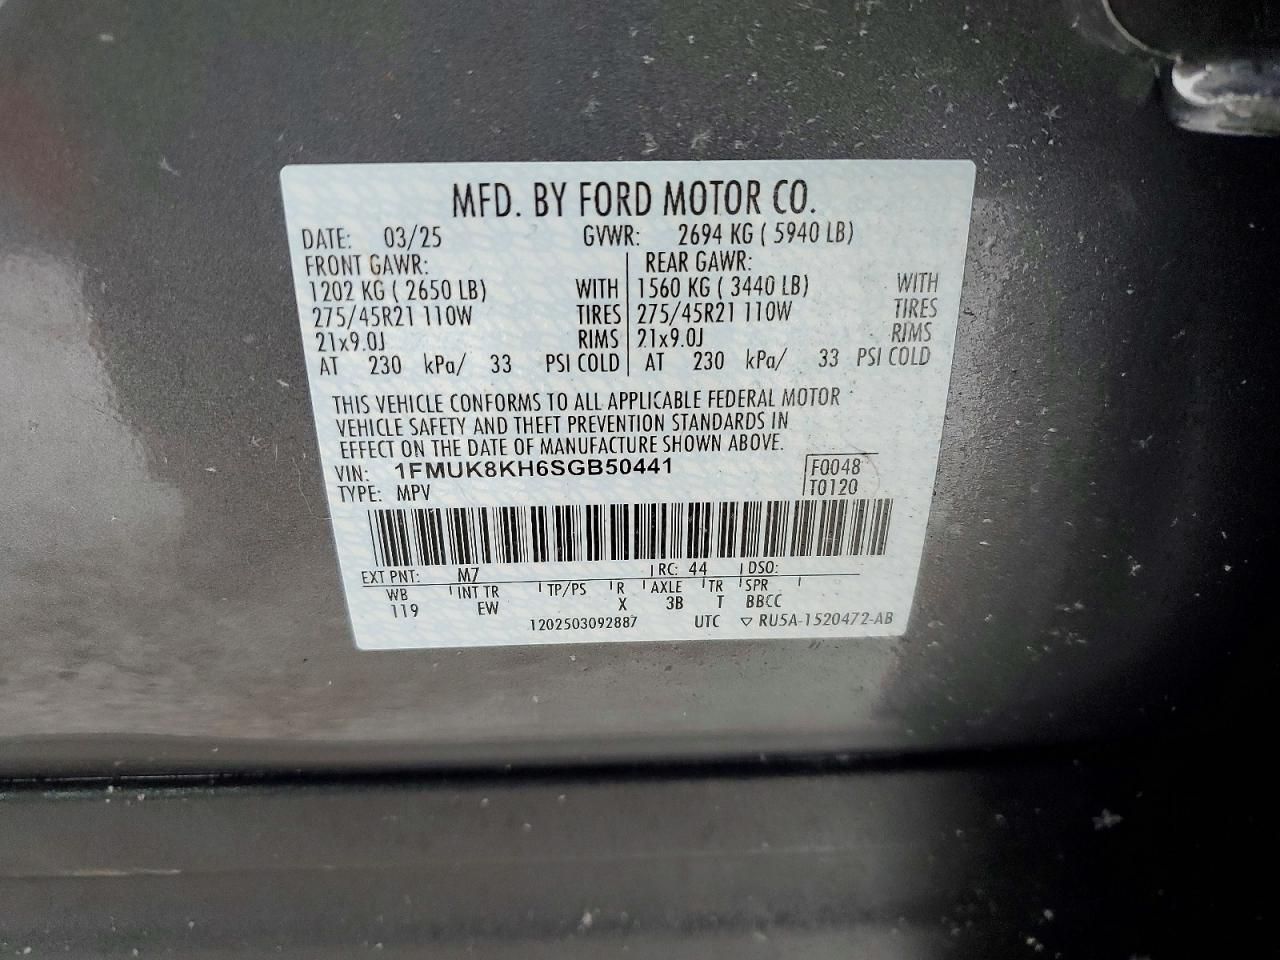 MFD. BY FORD MOTOR CO.
DATE: 03/25 GVWR: 2694 KG ( 5940 LB)
FRONT GAWR: REAR GAWR:
1202 KG ( 2650 LB) WITH 1560 KG ( 3440 LB) WITH
275/45R21 110W TIRES 275/45R21 110W TIRES
21x9.0J RIMS 21x9.0J RIMS
AT 230 kPa/ 33 PSI COLD AT 230 kPa/ 33 PSI COLD
THIS VEHICLE CONFORMS TO ALL APPLICABLE FEDERAL MOTOR
VEHICLE SAFETY AND THEFT PREVENTION STANDARDS IN
EFFECT ON THE DATE OF MANUFACTURE SHOWN ABOVE.
VIN: 1FMUK8KH6SGB50441 F0048
TYPE: MPV T0120
EXT PNT: M7 RC: 44 DSO:
WB INT TR TP/PS R AXLE TR SPR
119 EW X 3B T BBCC
1202503092887 UTC ▽ RU5A-1520472-AB